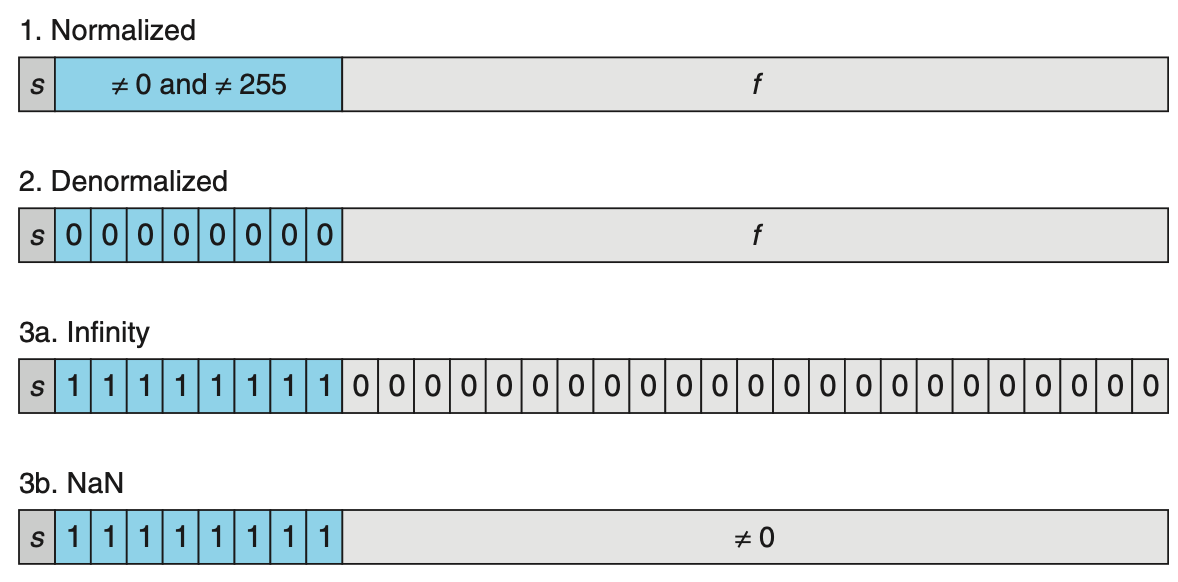 1. Normalized
s ≠ 0 and ≠ 255 f
2. Denormalized
s 0 0 0 0 0 0 0 0 f
3a. Infinity
s 1 1 1 1 1 1 1 1 0 0 0 0 0 0 0 0 0 0 0 0 0 0 0 0 0 0 0 0 0 0 0
3b. NaN
s 1 1 1 1 1 1 1 1 ≠ 0